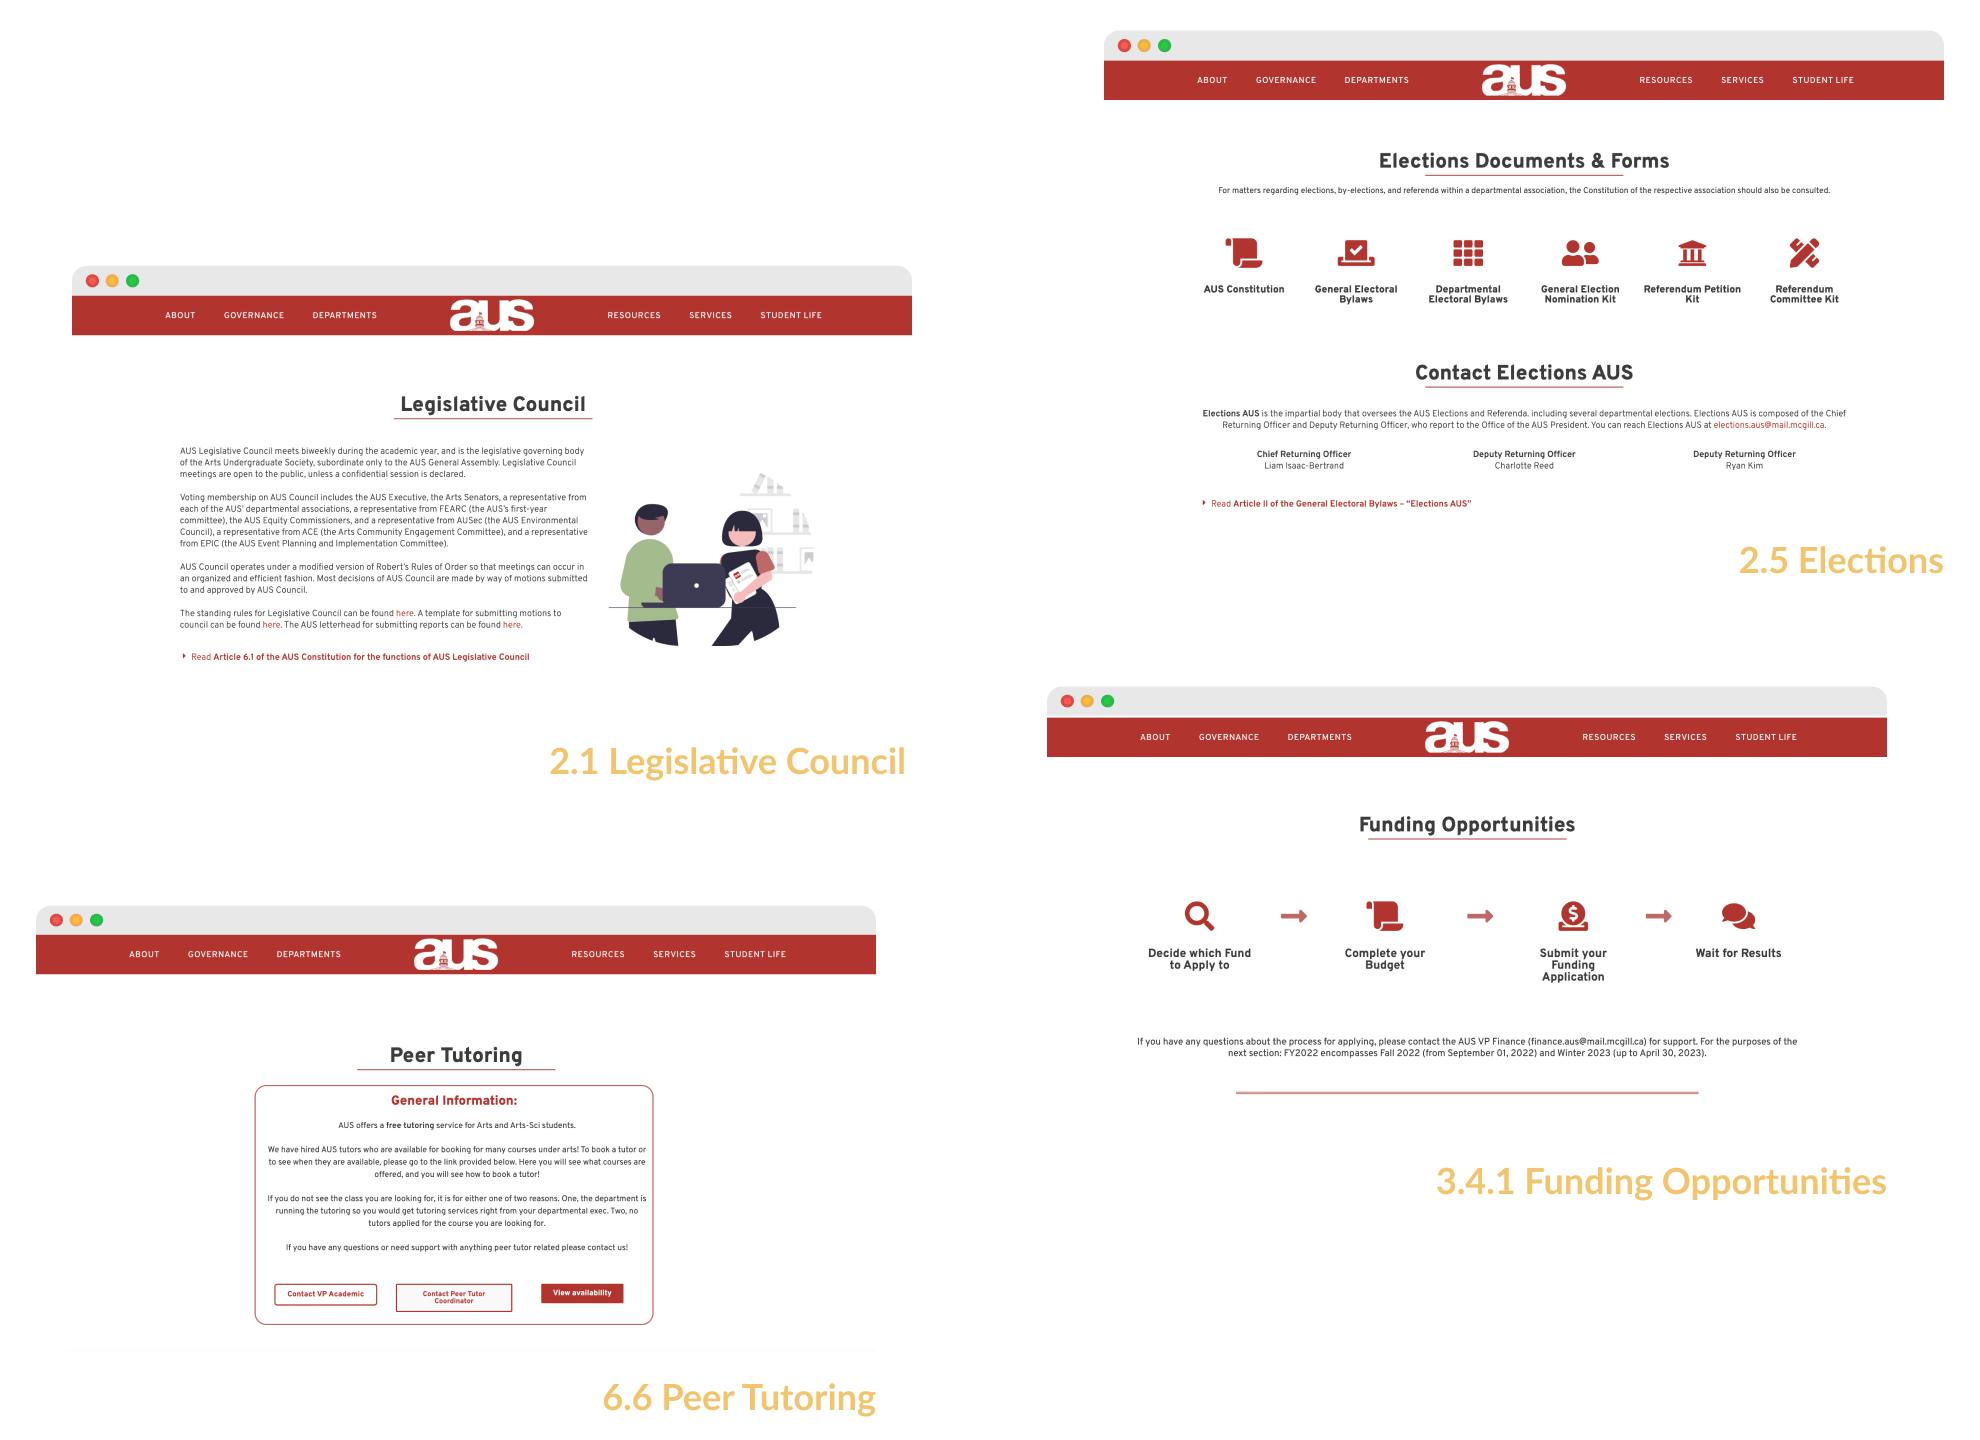 ABOUT GOVERNANCE DEPARTMENTS aus RESOURCES SERVICES STUDENT LIFE
Legislative Council
AUS Legislative Council meets biweekly during the academic year, and is the legislative governing body
of the Arts Undergraduate Society, subordinate only to the AUS General Assembly. Legislative Council
meetings are open to the public, unless a confidential session is declared.
Voting membership on AUS Council includes the AUS Executive, the Arts Senators, a representative from
each of the AUS' departmental associations, a representative from FEARC (the AUS's first-year
committee), the AUS Equity Commissioners, and a representative from AUSec (the AUS Environmental
Council), a representative from ACE (the Arts Community Engagement Committee), and a representative
from EPIC (the AUS Event Planning and Implementation Committee).
AUS Council operates under a modified version of Robert's Rules of Order so that meetings can occur in
an organized and efficient fashion. Most decisions of AUS Council are made by way of motions submitted
to and approved by AUS Council.
The standing rules for Legislative Council can be found here. A template for submitting motions to
council can be found here. The AUS letterhead for submitting reports can be found here.
Read Article 6.1 of the AUS Constitution for the functions of AUS Legislative Council
2.1 Legislative Council
ABOUT GOVERNANCE DEPARTMENTS aus RESOURCES SERVICES STUDENT LIFE
Elections Documents & Forms
For matters regarding elections, by-elections, and referenda within a departmental association, the Constitution of the respective association should also be consulted.
AUS Constitution
General Electoral
Bylaws
Departmental
Electoral Bylaws
General Election
Nomination Kit
Referendum Petition
Kit
Referendum
Committee Kit
Contact Elections AUS
Elections AUS is the impartial body that oversees the AUS Elections and Referenda. including several departmental elections. Elections AUS is composed of the Chief
Returning Officer and Deputy Returning Officer, who report to the Office of the AUS President. You can reach Elections AUS at elections.aus@mail.mcgill.ca.
Chief Returning Officer
Liam Isaac-Bertrand
Deputy Returning Officer
Charlotte Reed
Deputy Returning Officer
Ryan Kim
Read Article II of the General Electoral Bylaws – “Elections AUS”
2.5 Elections
ABOUT GOVERNANCE DEPARTMENTS aus RESOURCES SERVICES STUDENT LIFE
Peer Tutoring
General Information:
AUS offers a free tutoring service for Arts and Arts-Sci students.
We have hired AUS tutors who are available for booking for many courses under arts! To book a tutor or
to see when they are available, please go to the link provided below. Here you will see what courses are
offered, and you will see how to book a tutor!
If you do not see the class you are looking for, it is for either one of two reasons. One, the department is
running the tutoring so you would get tutoring services right from your departmental exec. Two, no
tutors applied for the course you are looking for.
If you have any questions or need support with anything peer tutor related please contact us!
Contact VP Academic
Contact Peer Tutor
Coordinator
View availability
6.6 Peer Tutoring
ABOUT GOVERNANCE DEPARTMENTS aus RESOURCES SERVICES STUDENT LIFE
Funding Opportunities
Decide which Fund
to Apply to
Complete your
Budget
Submit your
Funding
Application
Wait for Results
If you have any questions about the process for applying, please contact the AUS VP Finance (finance.aus@mail.mcgill.ca) for support. For the purposes of the
next section: FY2022 encompasses Fall 2022 (from September 01, 2022) and Winter 2023 (up to April 30, 2023).
3.4.1 Funding Opportunities